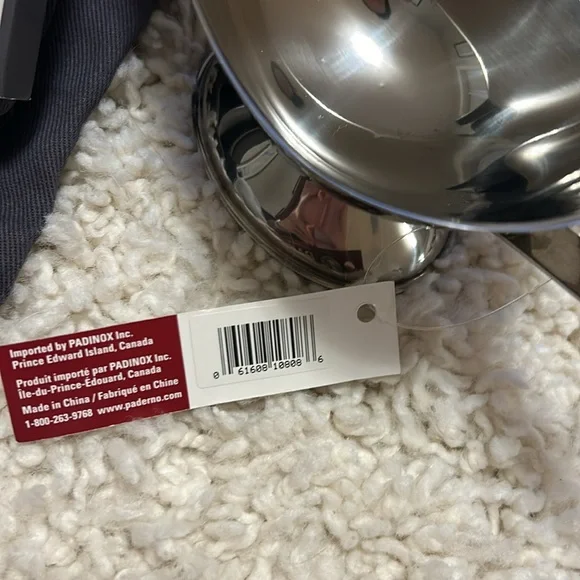 Imported by PADINOX Inc.
Prince Edward Island, Canada
Produit importé par PADINOX Inc.
Île-du-Prince-Édouard, Canada
Made in China / Fabriqué en Chine
1-800-263-9768 www.paderno.com
0 61608 10808 6